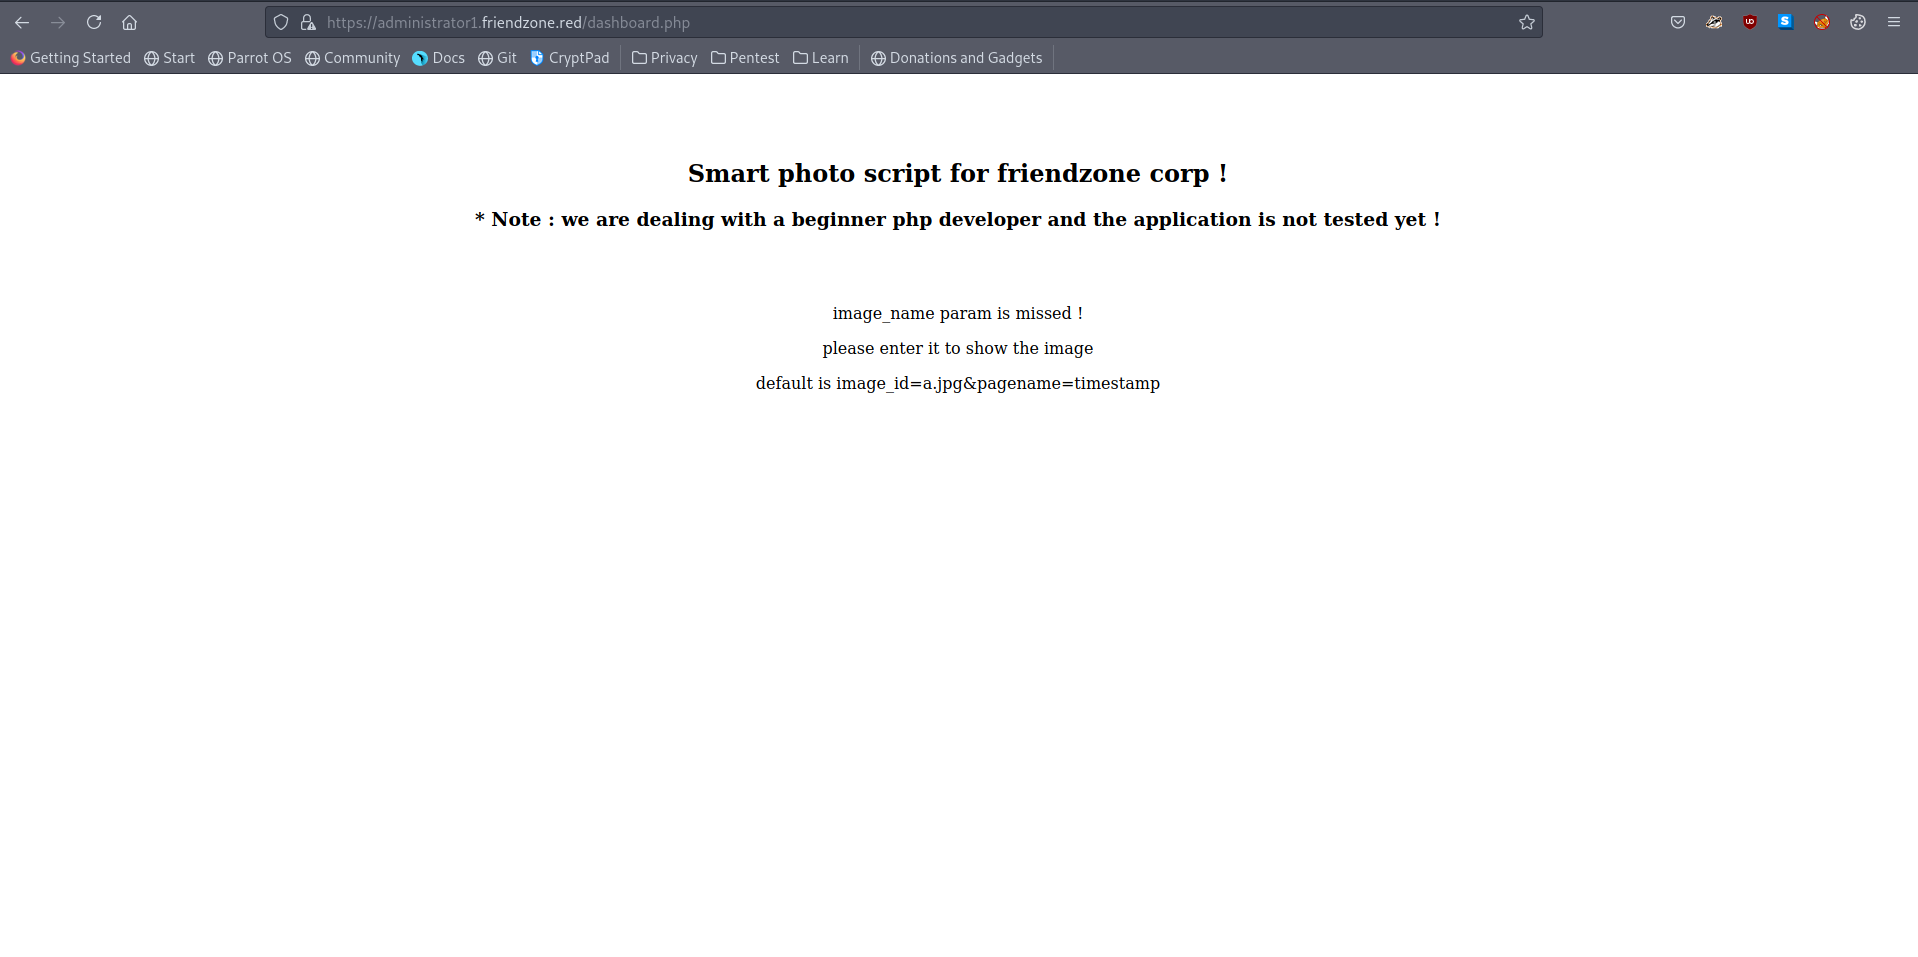 https://administrator1.friendzone.red/dashboard.php
Getting Started Start Parrot OS Community Docs Git CryptPad Privacy Pentest Learn Donations and Gadgets
Smart photo script for friendzone corp !
* Note : we are dealing with a beginner php developer and the application is not tested yet !
image_name param is missed !
please enter it to show the image
default is image_id=a.jpg&pagename=timestamp